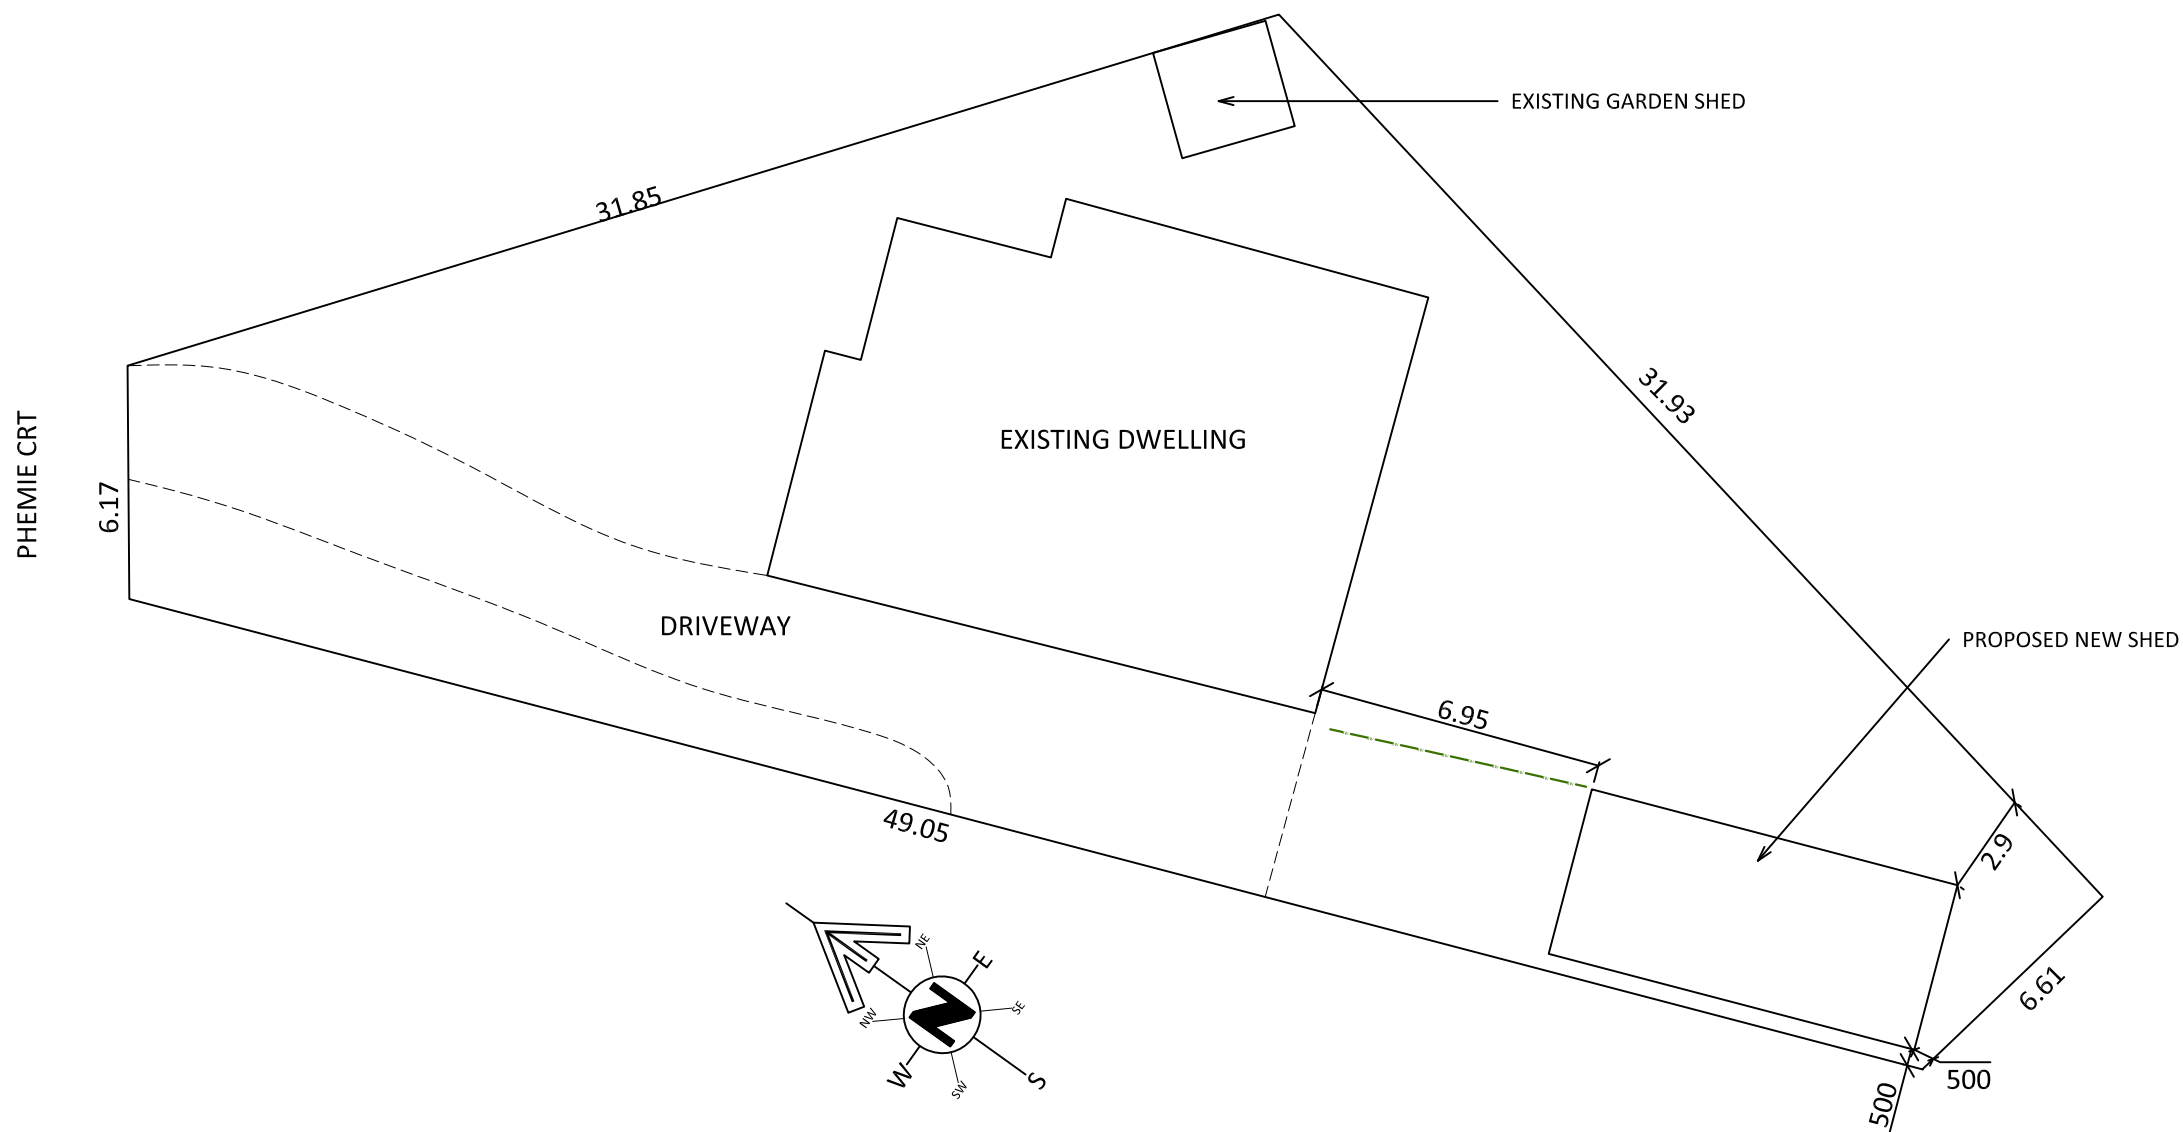 EXISTING GARDEN SHED
31.85
31.93
PHEMIE CRT
6.17
EXISTING DWELLING
DRIVEWAY
PROPOSED NEW SHED
6.95
49.05
2.9
6.61
500
500
N
NE
E
SE
S
SW
W
NW